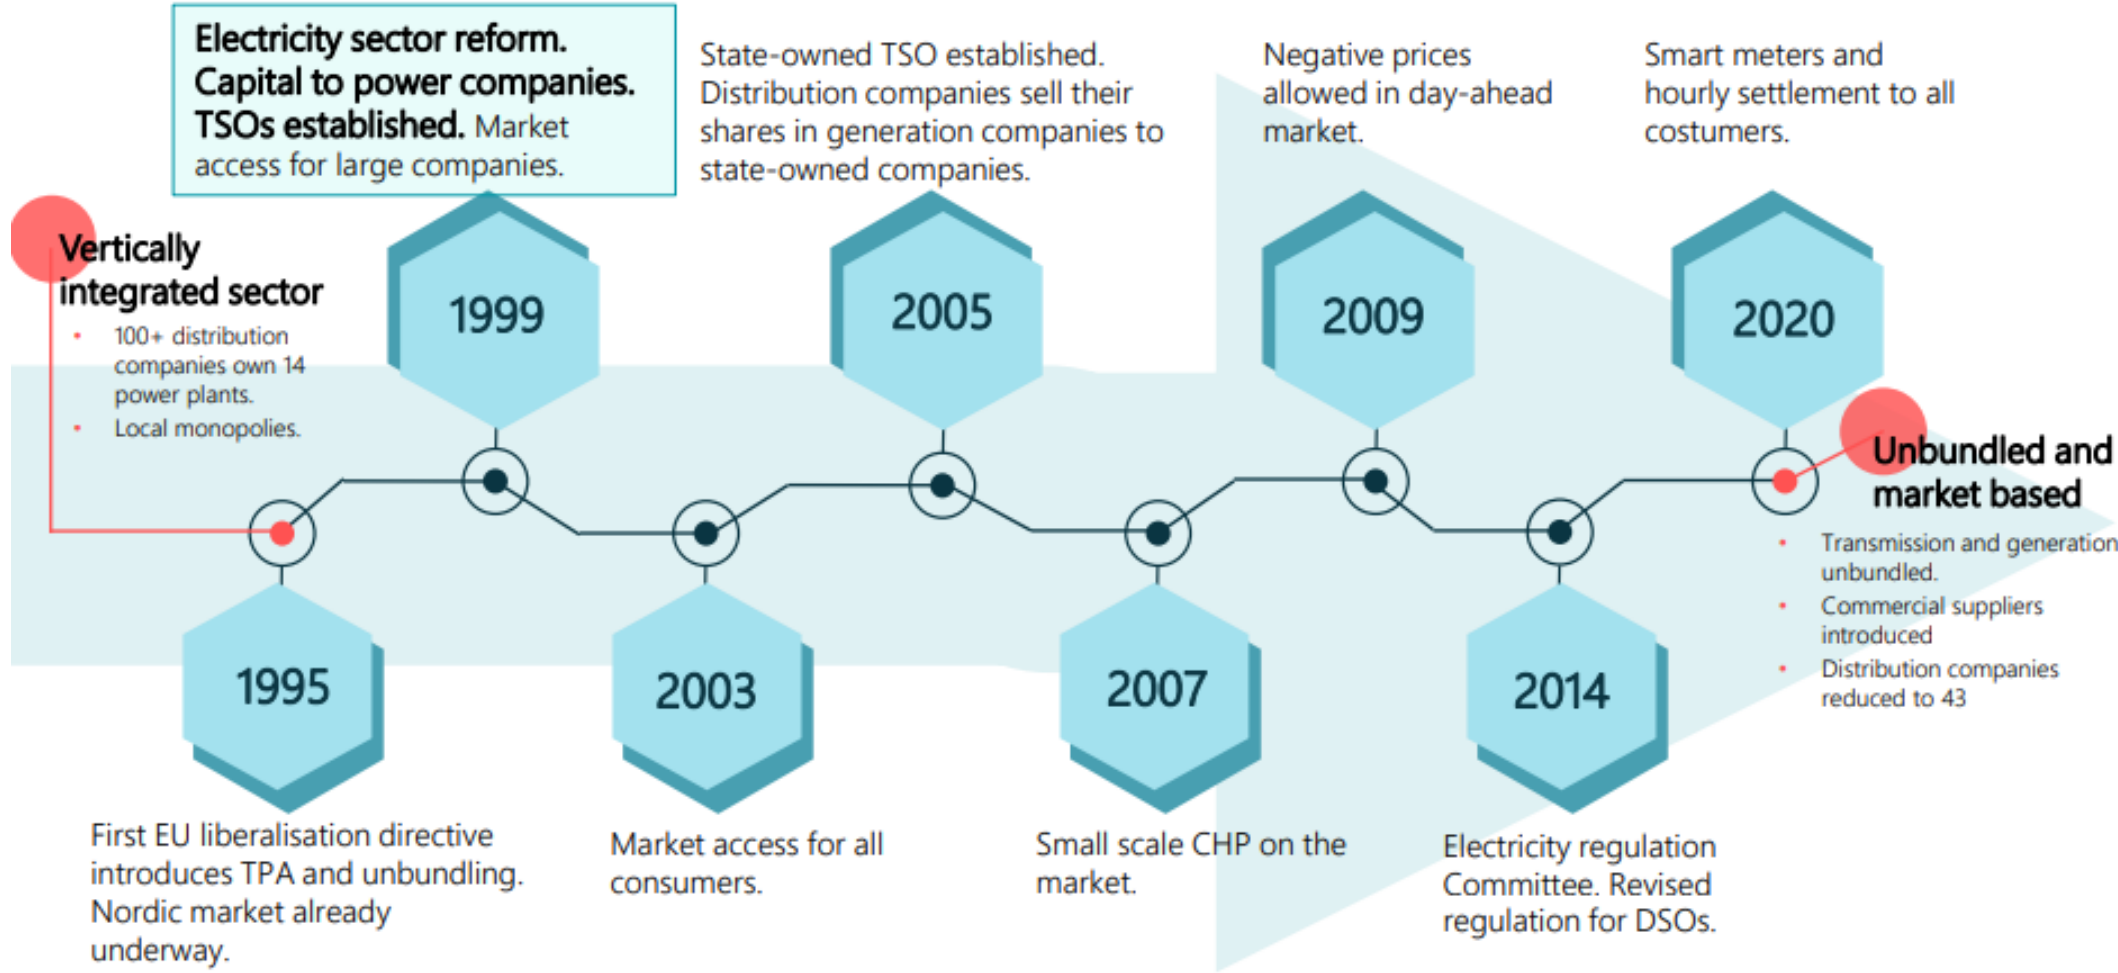 Electricity sector reform.
Capital to power companies.
TSOs established. Market
access for large companies.
State-owned TSO established.
Distribution companies sell their
shares in generation companies to
state-owned companies.
Negative prices
allowed in day-ahead
market.
Smart meters and
hourly settlement to all
costumers.
Vertically
integrated sector
• 100+ distribution
companies own 14
power plants.
• Local monopolies.
1999
2005
2009
2020
Unbundled and
market based
• Transmission and generation
unbundled.
• Commercial suppliers
introduced
• Distribution companies
reduced to 43
1995
2003
2007
2014
First EU liberalisation directive
introduces TPA and unbundling.
Nordic market already
underway.
Market access for all
consumers.
Small scale CHP on the
market.
Electricity regulation
Committee. Revised
regulation for DSOs.